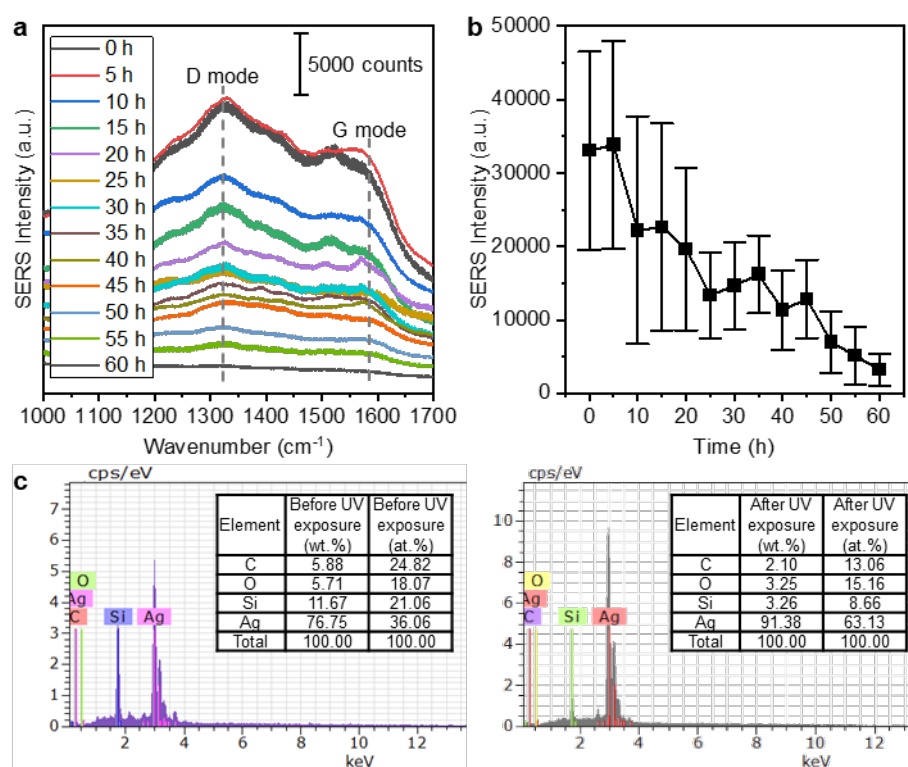 a
0 h
5 h
10 h
15 h
20 h
25 h
30 h
35 h
40 h
45 h
50 h
55 h
60 h
D mode
G mode
5000 counts
SERS Intensity (a.u.)
1000 1100 1200 1300 1400 1500 1600 1700
Wavenumber (cm⁻¹)
b
50000
40000
30000
20000
10000
0
SERS Intensity (a.u.)
0 10 20 30 40 50 60
Time (h)
c
cps/eV
7
6
5
4
3
2
1
0
O
Ag
C
Si
Ag
Element Before UV exposure (wt.%) Before UV exposure (at.%)
C 5.88 24.82
O 5.71 18.07
Si 11.67 21.06
Ag 76.75 36.06
Total 100.00 100.00
2 4 6 8 10 12
keV
cps/eV
10
8
6
4
2
0
O
Ag
C
Si
Ag
Element After UV exposure (wt.%) After UV exposure (at.%)
C 2.10 13.06
O 3.25 15.16
Si 3.26 8.66
Ag 91.38 63.13
Total 100.00 100.00
2 4 6 8 10 12
keV